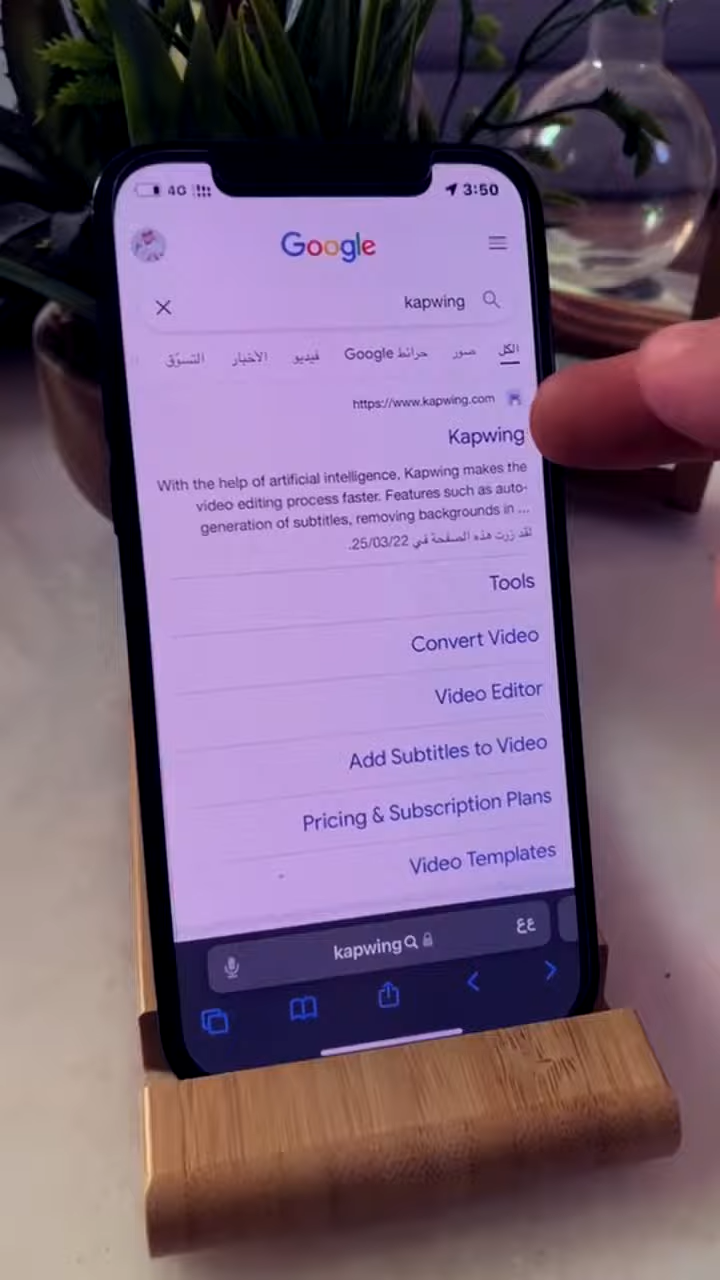 4G 3:50
Google
kapwing
الكل صور خرائط Google فيديو الأخبار التسوّق
https://www.kapwing.com
Kapwing
With the help of artificial intelligence, Kapwing makes the
video editing process faster. Features such as auto-
generation of subtitles, removing backgrounds in ...
لقد زرت هذه الصفحة في 25/03/22.
Tools
Convert Video
Video Editor
Add Subtitles to Video
Pricing & Subscription Plans
Video Templates
kapwing
عع